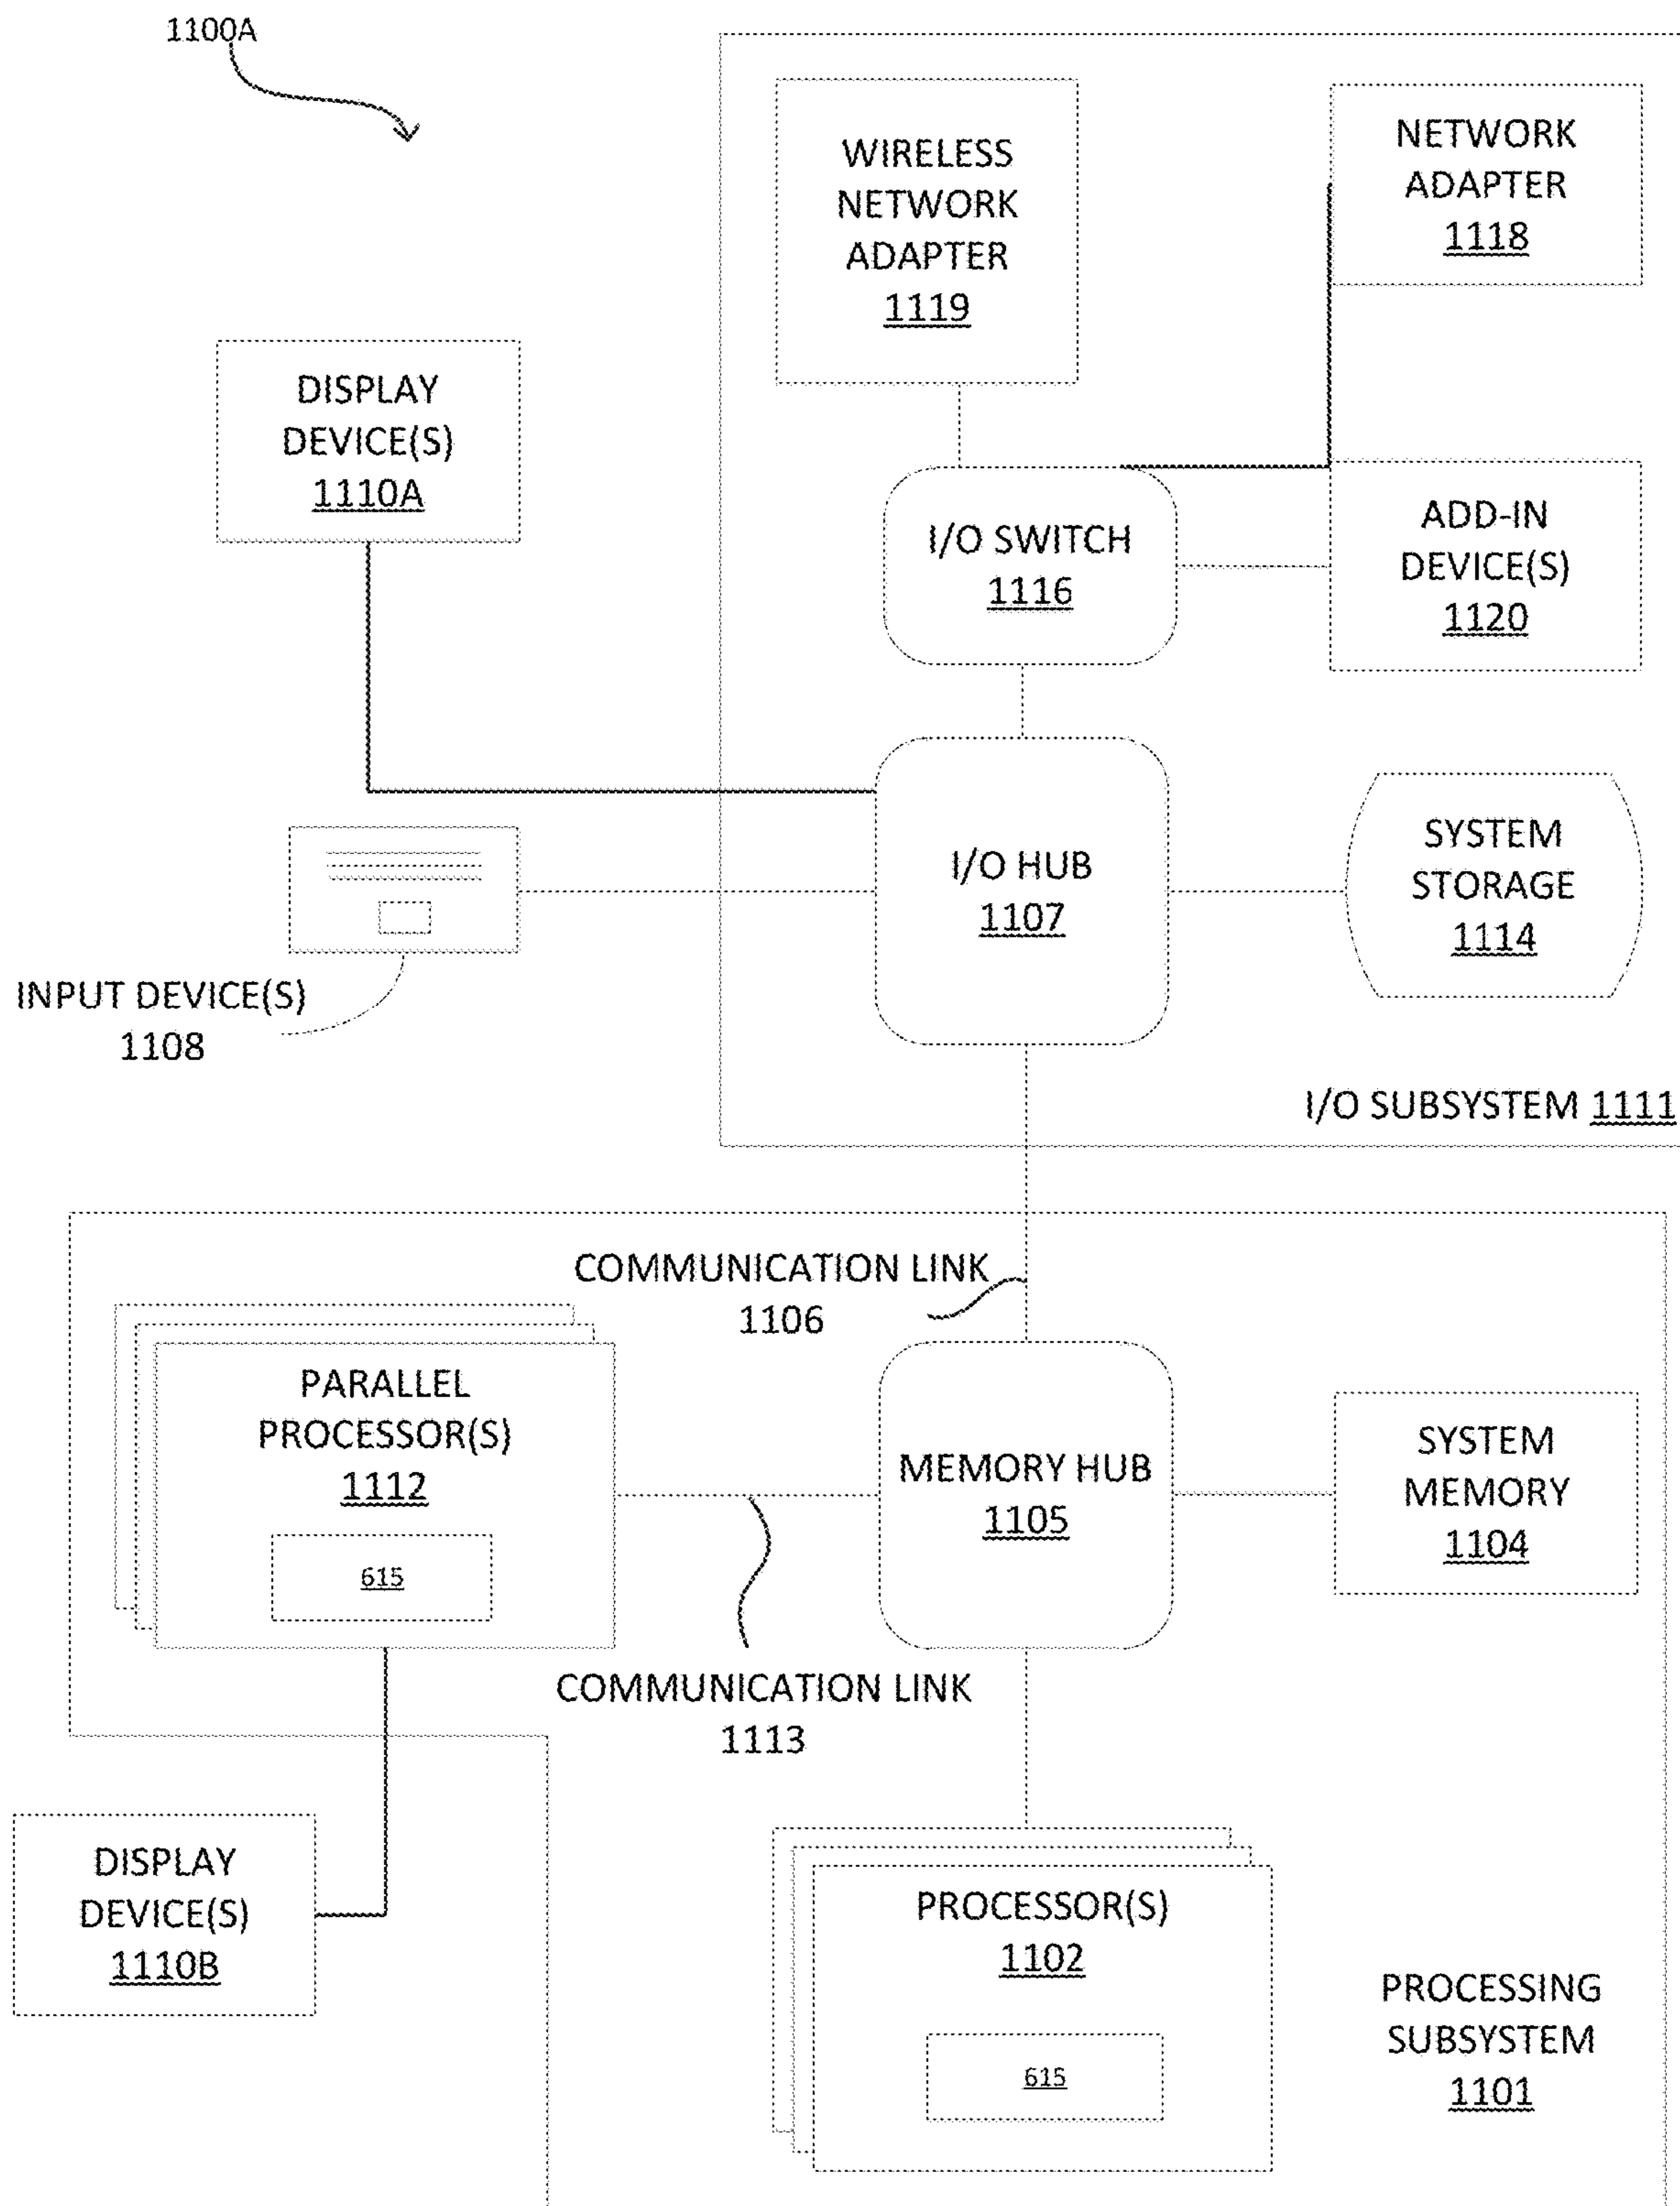 1100A
WIRELESS
NETWORK
ADAPTER
1119
NETWORK
ADAPTER
1118
DISPLAY
DEVICE(S)
1110A
I/O SWITCH
1116
ADD-IN
DEVICE(S)
1120
I/O HUB
1107
SYSTEM
STORAGE
1114
INPUT DEVICE(S)
1108
I/O SUBSYSTEM 1111
COMMUNICATION LINK
1106
PARALLEL
PROCESSOR(S)
1112
615
MEMORY HUB
1105
SYSTEM
MEMORY
1104
COMMUNICATION LINK
1113
DISPLAY
DEVICE(S)
1110B
PROCESSOR(S)
1102
615
PROCESSING
SUBSYSTEM
1101